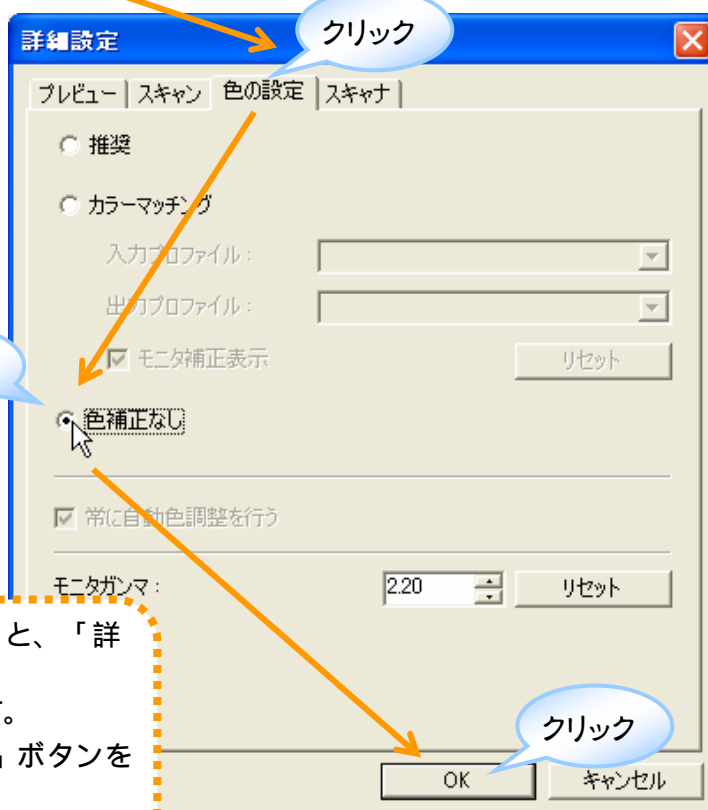 クリック
詳細設定
プレビュー スキャン 色の設定 スキャナ
推奨
カラーマッチング
入力プロファイル：
出力プロファイル：
モニタ補正表示 リセット
色補正なし
常に自動色調整を行う
モニタガンマ： 2.20 リセット
と、「詳
。
」ボタンを
クリック
OK キャンセル